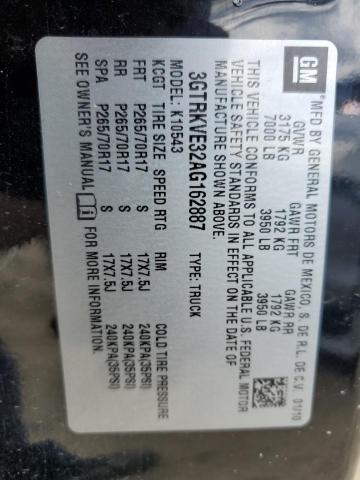 GM
MFD BY GENERAL MOTORS DE MEXICO, S. DE R.L. DE C.V. 01/10
GVWR GAWR FRT GAWR RR
3175 KG 1792 KG 1792 KG
7000 LB 3950 LB 3950 LB
THIS VEHICLE CONFORMS TO ALL APPLICABLE U.S. FEDERAL MOTOR
VEHICLE SAFETY STANDARDS IN EFFECT ON THE DATE OF
MANUFACTURE SHOWN ABOVE.
3GTRKVE32AG162887 TYPE: TRUCK
MODEL: K10543
KCGT TIRE SIZE SPEED RTG RIM COLD TIRE PRESSURE
FRT P265/70R17 S 17X7.5J 240KPA(35PSI)
RR P265/70R17 S 17X7.5J 240KPA(35PSI)
SPA P265/70R17 S 17X7.5J 240KPA(35PSI)
SEE OWNER'S MANUAL FOR MORE INFORMATION.